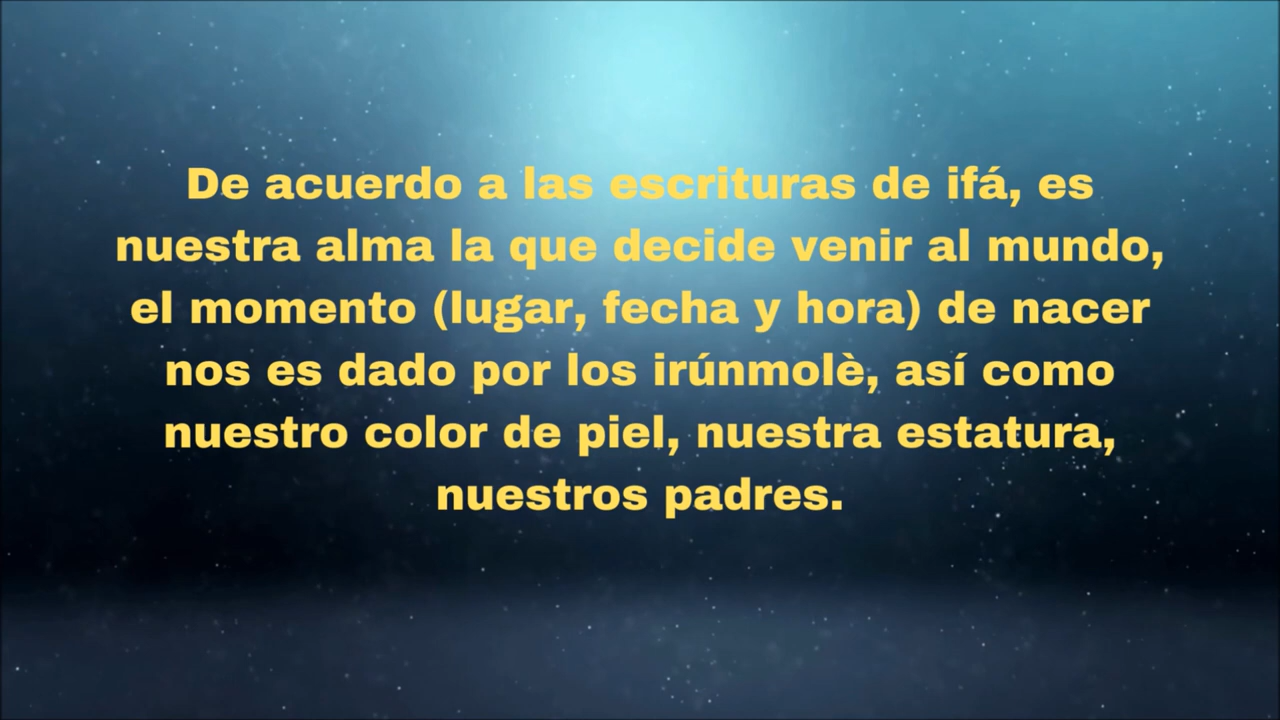 De acuerdo a las escrituras de ifá, es
nuestra alma la que decide venir al mundo,
el momento (lugar, fecha y hora) de nacer
nos es dado por los irúnmolè, así como
nuestro color de piel, nuestra estatura,
nuestros padres.